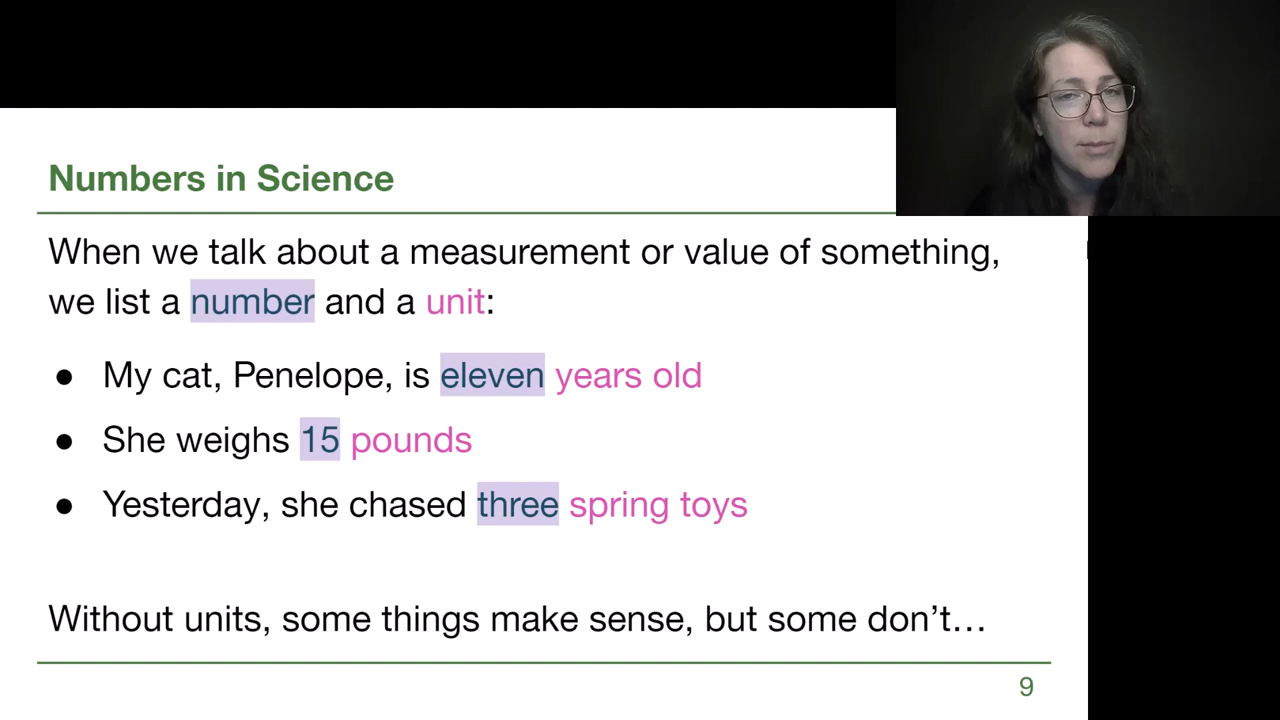 Numbers in Science
When we talk about a measurement or value of something,
we list a number and a unit:
● My cat, Penelope, is eleven years old
● She weighs 15 pounds
● Yesterday, she chased three spring toys
Without units, some things make sense, but some don’t…
9